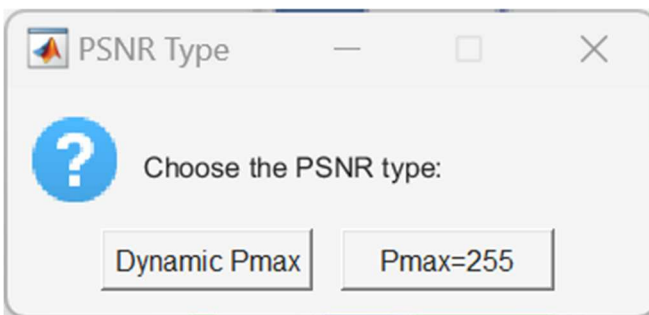 PSNR Type
Choose the PSNR type:
Dynamic Pmax
Pmax=255